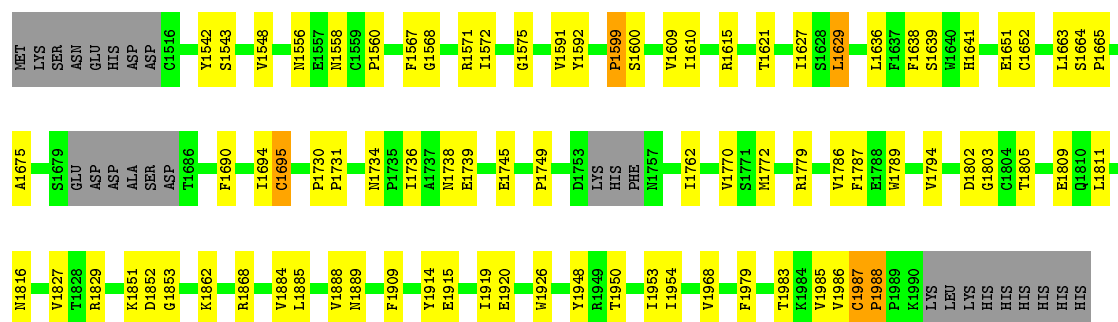 MET LYS SER ASN GLU HIS ASP ASP C1516 Y1542 S1543 V1548 N1556 E1557 N1558 C1559 P1560 F1567 G1568 R1571 I1572 G1575 V1591 Y1592 P1599 S1600 V1609 I1610 R1615 T1621 I1627 S1628 L1629 L1636 F1637 F1638 S1639 W1640 H1641 E1651 C1652 L1663 S1664 P1665
A1675 S1679 GLU ASP ASP ALA SER ASP T1686 F1690 I1694 C1695 P1730 P1731 N1734 P1735 I1736 A1737 N1738 E1739 E1745 P1749 D1753 LYS HIS PHE N1757 I1762 V1770 S1771 M1772 R1779 V1786 F1787 E1788 W1789 V1794 D1802 G1803 C1804 T1805 E1809 Q1810 L1811
N1816 V1827 T1828 R1829 K1851 D1852 G1853 K1862 R1868 V1884 L1885 V1888 N1889 F1909 Y1914 E1915 I1919 E1920 W1926 Y1948 R1949 T1950 I1953 I1954 V1968 F1979 T1983 K1984 V1985 V1986 C1987 P1988 P1989 K1990 LYS LEU LYS HIS HIS HIS HIS HIS HIS